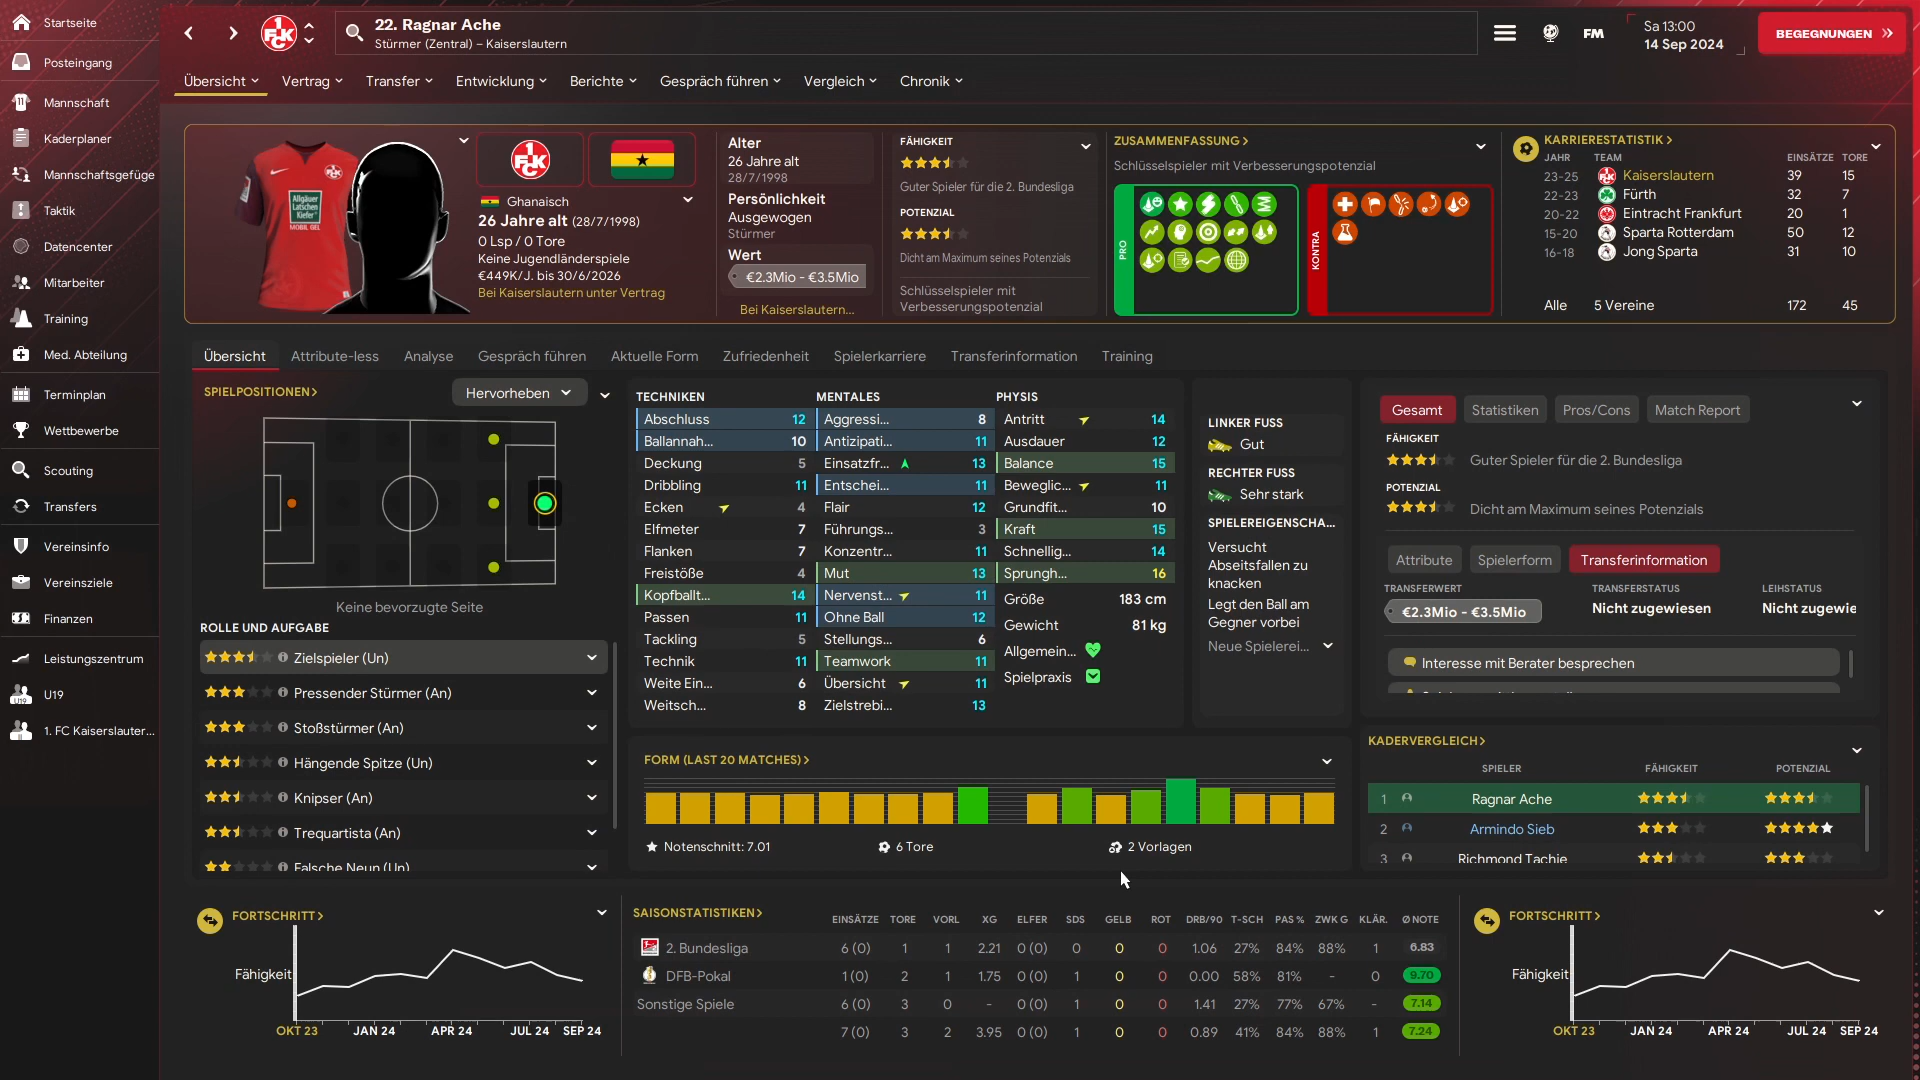 Startseite
Posteingang
Mannschaft
Kaderplaner
Mannschaftsgefüge
Taktik
Datencenter
Mitarbeiter
Training
Med. Abteilung
Terminplan
Wettbewerbe
Scouting
Transfers
Vereinsinfo
Vereinsziele
Finanzen
Leistungszentrum
U19
1. FC Kaiserslauter...
22. Ragnar Ache
Stürmer (Zentral) – Kaiserslautern
FM
Sa 13:00
14 Sep 2024
BEGEGNUNGEN
Übersicht Vertrag Transfer Entwicklung Berichte Gespräch führen Vergleich Chronik
Ghanaisch
26 Jahre alt (28/7/1998)
0 Lsp / 0 Tore
Keine Jugendländerspiele
€449K/J. bis 30/6/2026
Bei Kaiserslautern unter Vertrag
Alter
26 Jahre alt
28/7/1998
Persönlichkeit
Ausgewogen
Stürmer
Wert
€2.3Mio - €3.5Mio
Bei Kaiserslautern...
FÄHIGKEIT
Guter Spieler für die 2. Bundesliga
POTENZIAL
Dicht am Maximum seines Potenzials
Schlüsselspieler mit
Verbesserungspotenzial
ZUSAMMENFASSUNG
Schlüsselspieler mit Verbesserungspotenzial
PRO
KONTRA
KARRIERESTATISTIK
JAHR TEAM EINSÄTZE TORE
23-25 Kaiserslautern 39 15
22-23 Fürth 32 7
20-22 Eintracht Frankfurt 20 1
15-20 Sparta Rotterdam 50 12
16-18 Jong Sparta 31 10
Alle 5 Vereine 172 45
Übersicht Attribute-less Analyse Gespräch führen Aktuelle Form Zufriedenheit Spielerkarriere Transferinformation Training
SPIELPOSITIONEN
Hervorheben
Keine bevorzugte Seite
ROLLE UND AUFGABE
Zielspieler (Un)
Pressender Stürmer (An)
Stoßstürmer (An)
Hängende Spitze (Un)
Knipser (An)
Trequartista (An)
Falsche Neun (Un)
TECHNIKEN
Abschluss 12
Ballannah... 10
Deckung 5
Dribbling 11
Ecken 4
Elfmeter 7
Flanken 7
Freistöße 4
Kopfballt... 14
Passen 11
Tackling 5
Technik 11
Weite Ein... 6
Weitsch... 8
MENTALES
Aggressi... 8
Antizipati... 11
Einsatzfr... 13
Entschei... 11
Flair 12
Führungs... 3
Konzentr... 11
Mut 13
Nervenst... 11
Ohne Ball 12
Stellungs... 6
Teamwork 11
Übersicht 11
Zielstrebi... 13
PHYSIS
Antritt 14
Ausdauer 12
Balance 15
Beweglic... 11
Grundfit... 10
Kraft 15
Schnellig... 14
Sprungh... 16
Größe 183 cm
Gewicht 81 kg
Allgemein...
Spielpraxis
LINKER FUSS
Gut
RECHTER FUSS
Sehr stark
SPIELEREIGENSCHA...
Versucht
Abseitsfallen zu
knacken
Legt den Ball am
Gegner vorbei
Neue Spielerei...
Gesamt Statistiken Pros/Cons Match Report
FÄHIGKEIT
Guter Spieler für die 2. Bundesliga
POTENZIAL
Dicht am Maximum seines Potenzials
Attribute Spielerform Transferinformation
TRANSFERWERT TRANSFERSTATUS LEIHSTATUS
€2.3Mio - €3.5Mio Nicht zugewiesen Nicht zugewie
Interesse mit Berater besprechen
FORM (LAST 20 MATCHES)
Notenschnitt: 7.01 6 Tore 2 Vorlagen
KADERVERGLEICH
SPIELER FÄHIGKEIT POTENZIAL
1 Ragnar Ache
2 Armindo Sieb
3 Richmond Tachie
FORTSCHRITT
Fähigkeit
OKT 23 JAN 24 APR 24 JUL 24 SEP 24
SAISONSTATISTIKEN EINSÄTZE TORE VORL XG ELFER SDS GELB ROT DRB/90 T-SCH PAS % ZWK G KLÄR. Ø NOTE
2. Bundesliga 6 (0) 1 1 2.21 0 (0) 0 0 0 1.06 27% 84% 88% 1 6.83
DFB-Pokal 1 (0) 2 1 1.75 0 (0) 1 0 0 0.00 58% 81% - 0 9.70
Sonstige Spiele 6 (0) 3 0 - 0 (0) 1 0 0 1.41 27% 77% 67% - 7.14
7 (0) 3 2 3.95 0 (0) 1 0 0 0.89 41% 84% 88% 1 7.24
FORTSCHRITT
Fähigkeit
OKT 23 JAN 24 APR 24 JUL 24 SEP 24